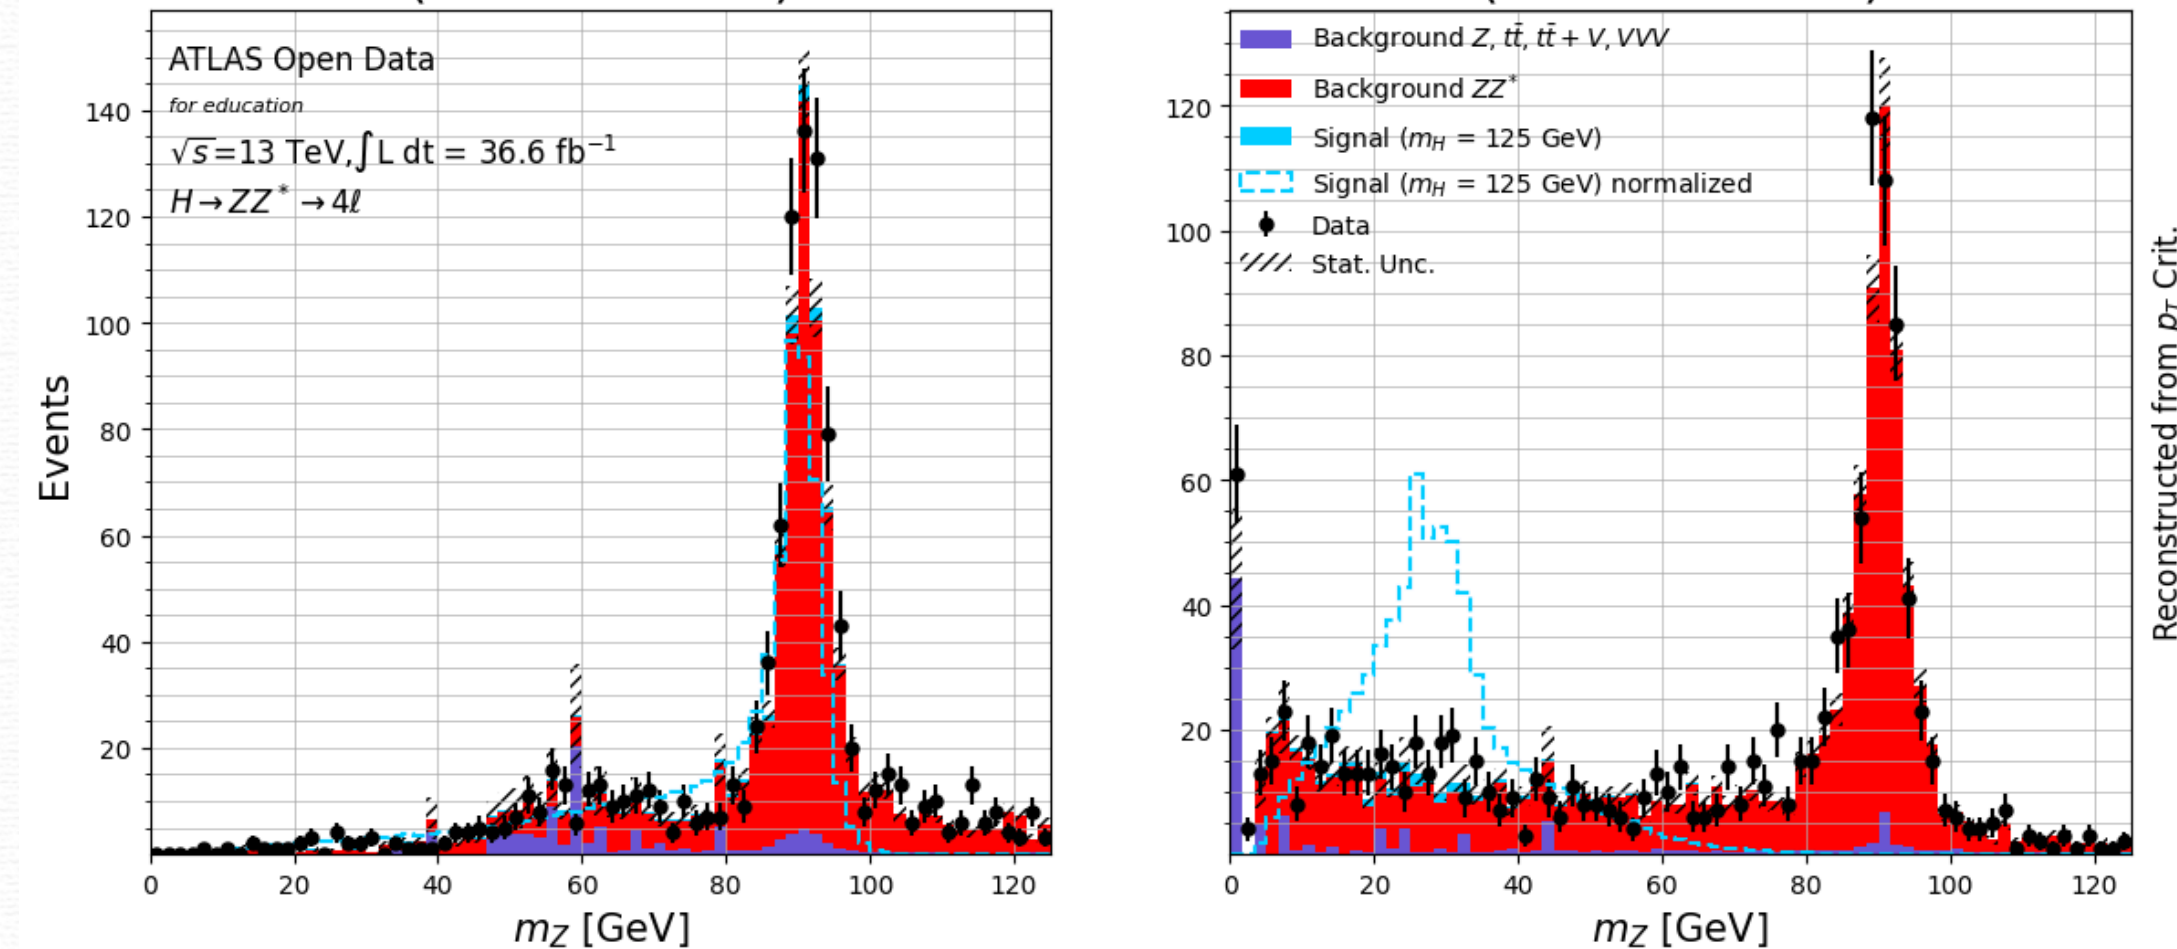 ATLAS Open Data
for education
√s=13 TeV,∫L dt = 36.6 fb⁻¹
H→ZZ*→4ℓ
Events
140
120
100
80
60
40
20
0 20 40 60 80 100 120
m_Z [GeV]
Background Z, tt̄, tt̄ + V, VVV
Background ZZ*
Signal (m_H = 125 GeV)
Signal (m_H = 125 GeV) normalized
Data
Stat. Unc.
120
100
80
60
40
20
0 20 40 60 80 100 120
m_Z [GeV]
Reconstructed from p_T Crit.